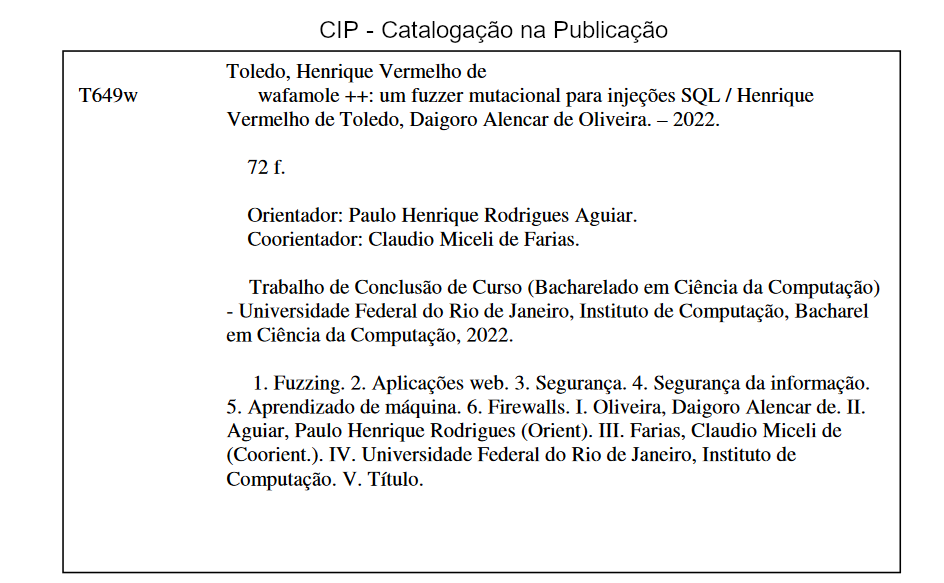 CIP - Catalogação na Publicação
Toledo, Henrique Vermelho de
T649w
wafamole ++: um fuzzer mutacional para injeções SQL / Henrique
Vermelho de Toledo, Daigoro Alencar de Oliveira. – 2022.
72 f.
Orientador: Paulo Henrique Rodrigues Aguiar.
Coorientador: Claudio Miceli de Farias.
Trabalho de Conclusão de Curso (Bacharelado em Ciência da Computação)
- Universidade Federal do Rio de Janeiro, Instituto de Computação, Bacharel
em Ciência da Computação, 2022.
1. Fuzzing. 2. Aplicações web. 3. Segurança. 4. Segurança da informação.
5. Aprendizado de máquina. 6. Firewalls. I. Oliveira, Daigoro Alencar de. II.
Aguiar, Paulo Henrique Rodrigues (Orient). III. Farias, Claudio Miceli de
(Coorient.). IV. Universidade Federal do Rio de Janeiro, Instituto de
Computação. V. Título.